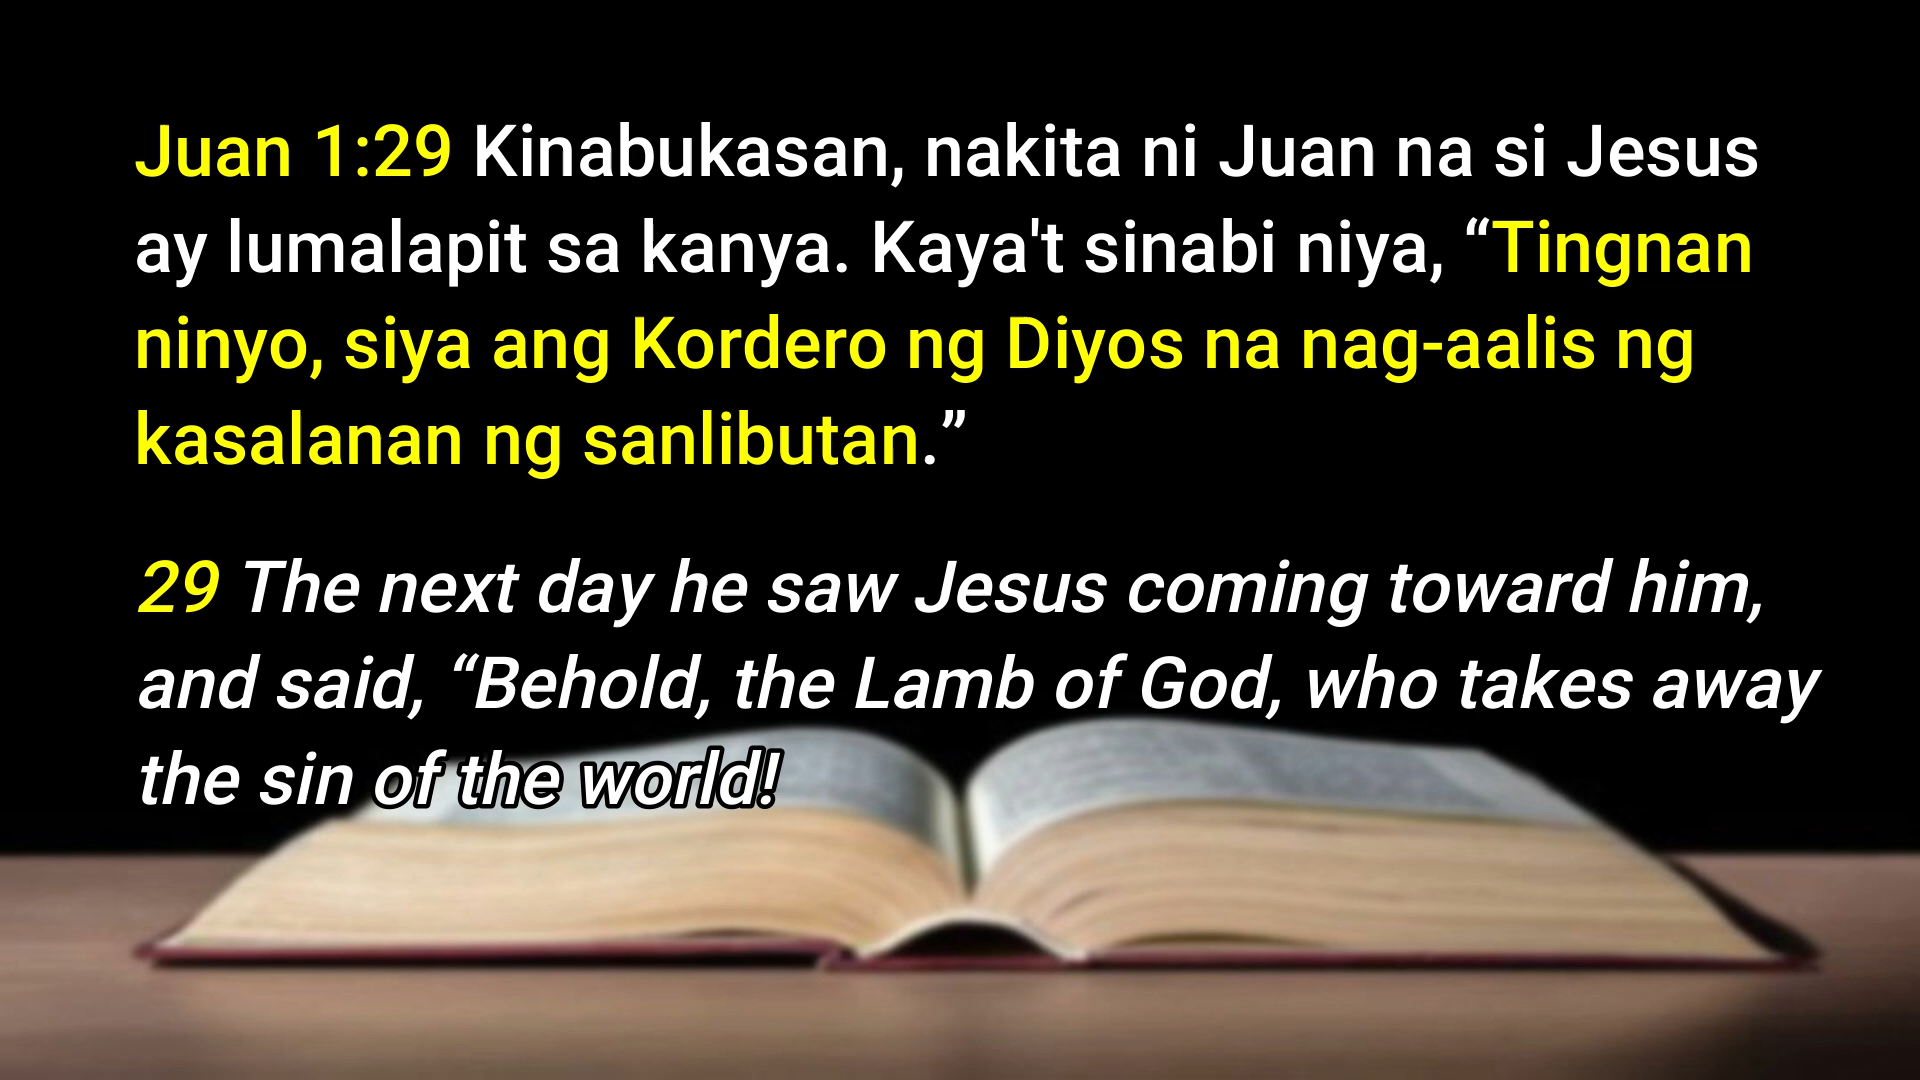 Juan 1:29 Kinabukasan, nakita ni Juan na si Jesus
ay lumalapit sa kanya. Kaya't sinabi niya, “Tingnan
ninyo, siya ang Kordero ng Diyos na nag-aalis ng
kasalanan ng sanlibutan.”
29 The next day he saw Jesus coming toward him,
and said, “Behold, the Lamb of God, who takes away
the sin of the world!